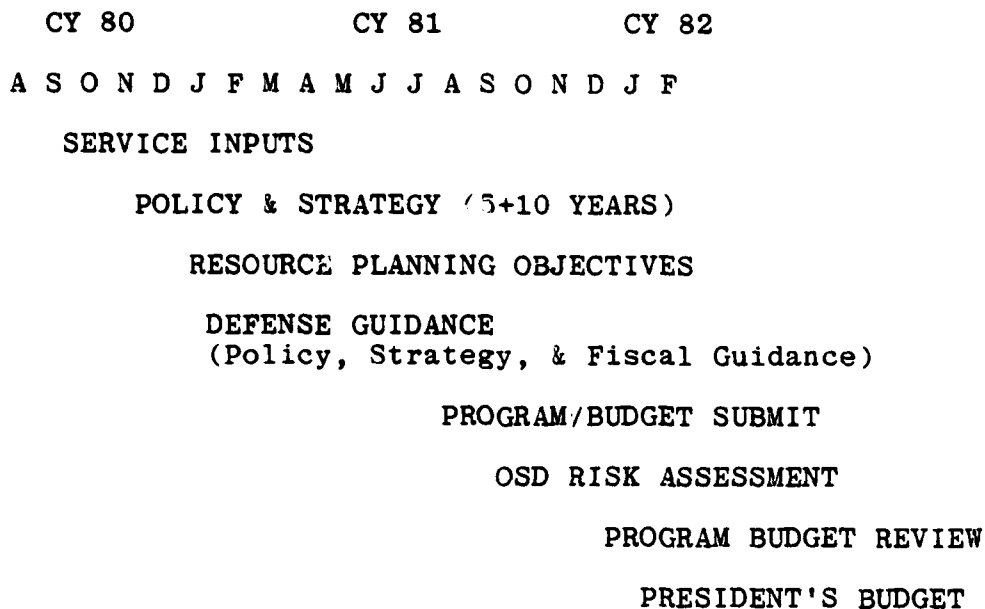 CY 80 CY 81 CY 82
A S O N D J F M A M J J A S O N D J F
SERVICE INPUTS
POLICY & STRATEGY (5+10 YEARS)
RESOURCE PLANNING OBJECTIVES
DEFENSE GUIDANCE
(Policy, Strategy, & Fiscal Guidance)
PROGRAM/BUDGET SUBMIT
OSD RISK ASSESSMENT
PROGRAM BUDGET REVIEW
PRESIDENT'S BUDGET